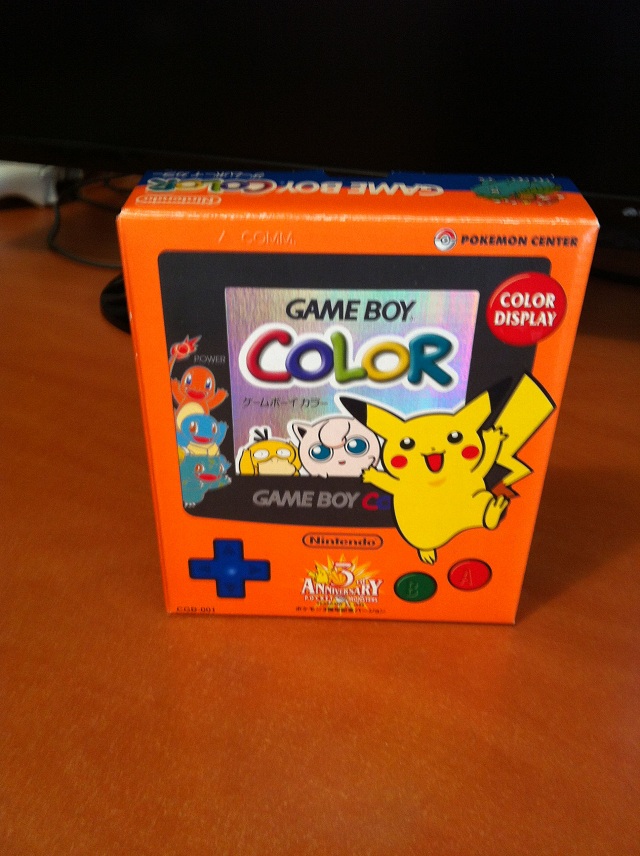 GAME BOY COLOR
Nintendo
COMM.
POKEMON CENTER
COLOR
DISPLAY
GAME BOY
COLOR
POWER
ゲームボーイカラー
GAME BOY C
Nintendo
ANNIVERSARY
B
A
CGB-001